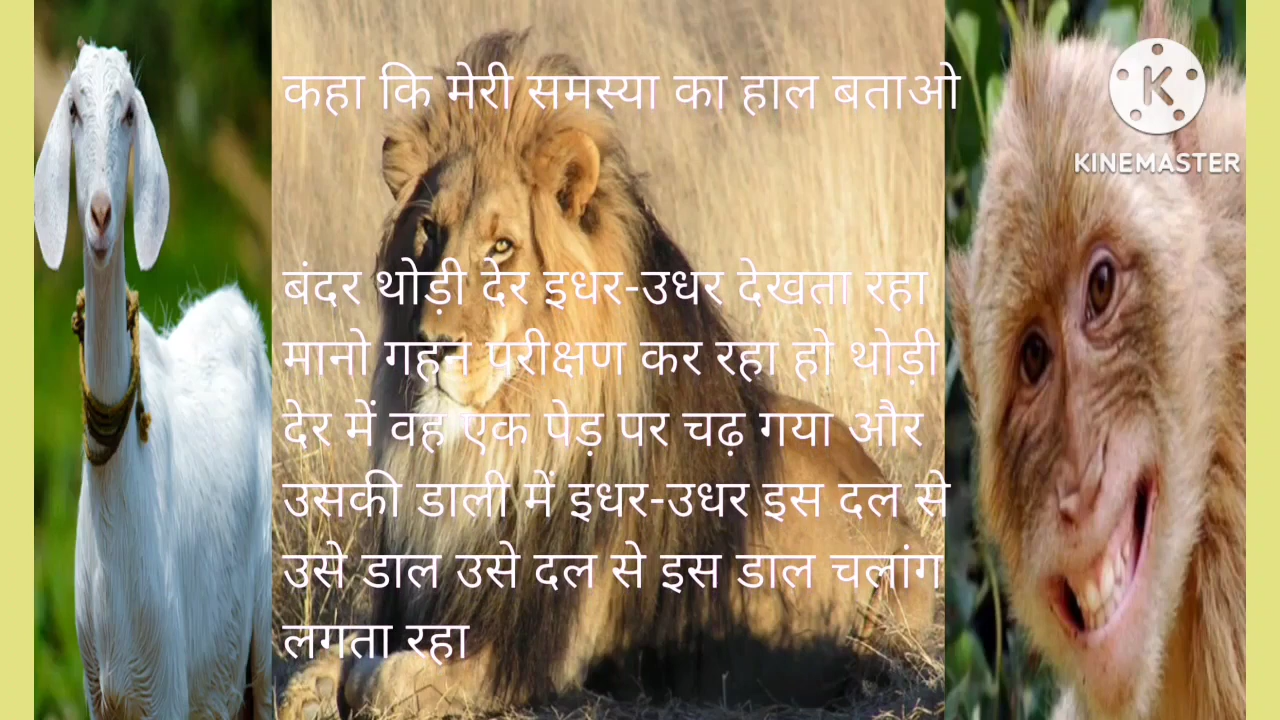 कहा कि मेरी समस्या का हाल बताओ
बंदर थोड़ी देर इधर-उधर देखता रहा
मानो गहन परीक्षण कर रहा हो थोड़ी
देर में वह एक पेड़ पर चढ़ गया और
उसकी डाली में इधर-उधर इस दल से
उसे डाल उसे दल से इस डाल चलांग
लगता रहा
K
KINEMASTER